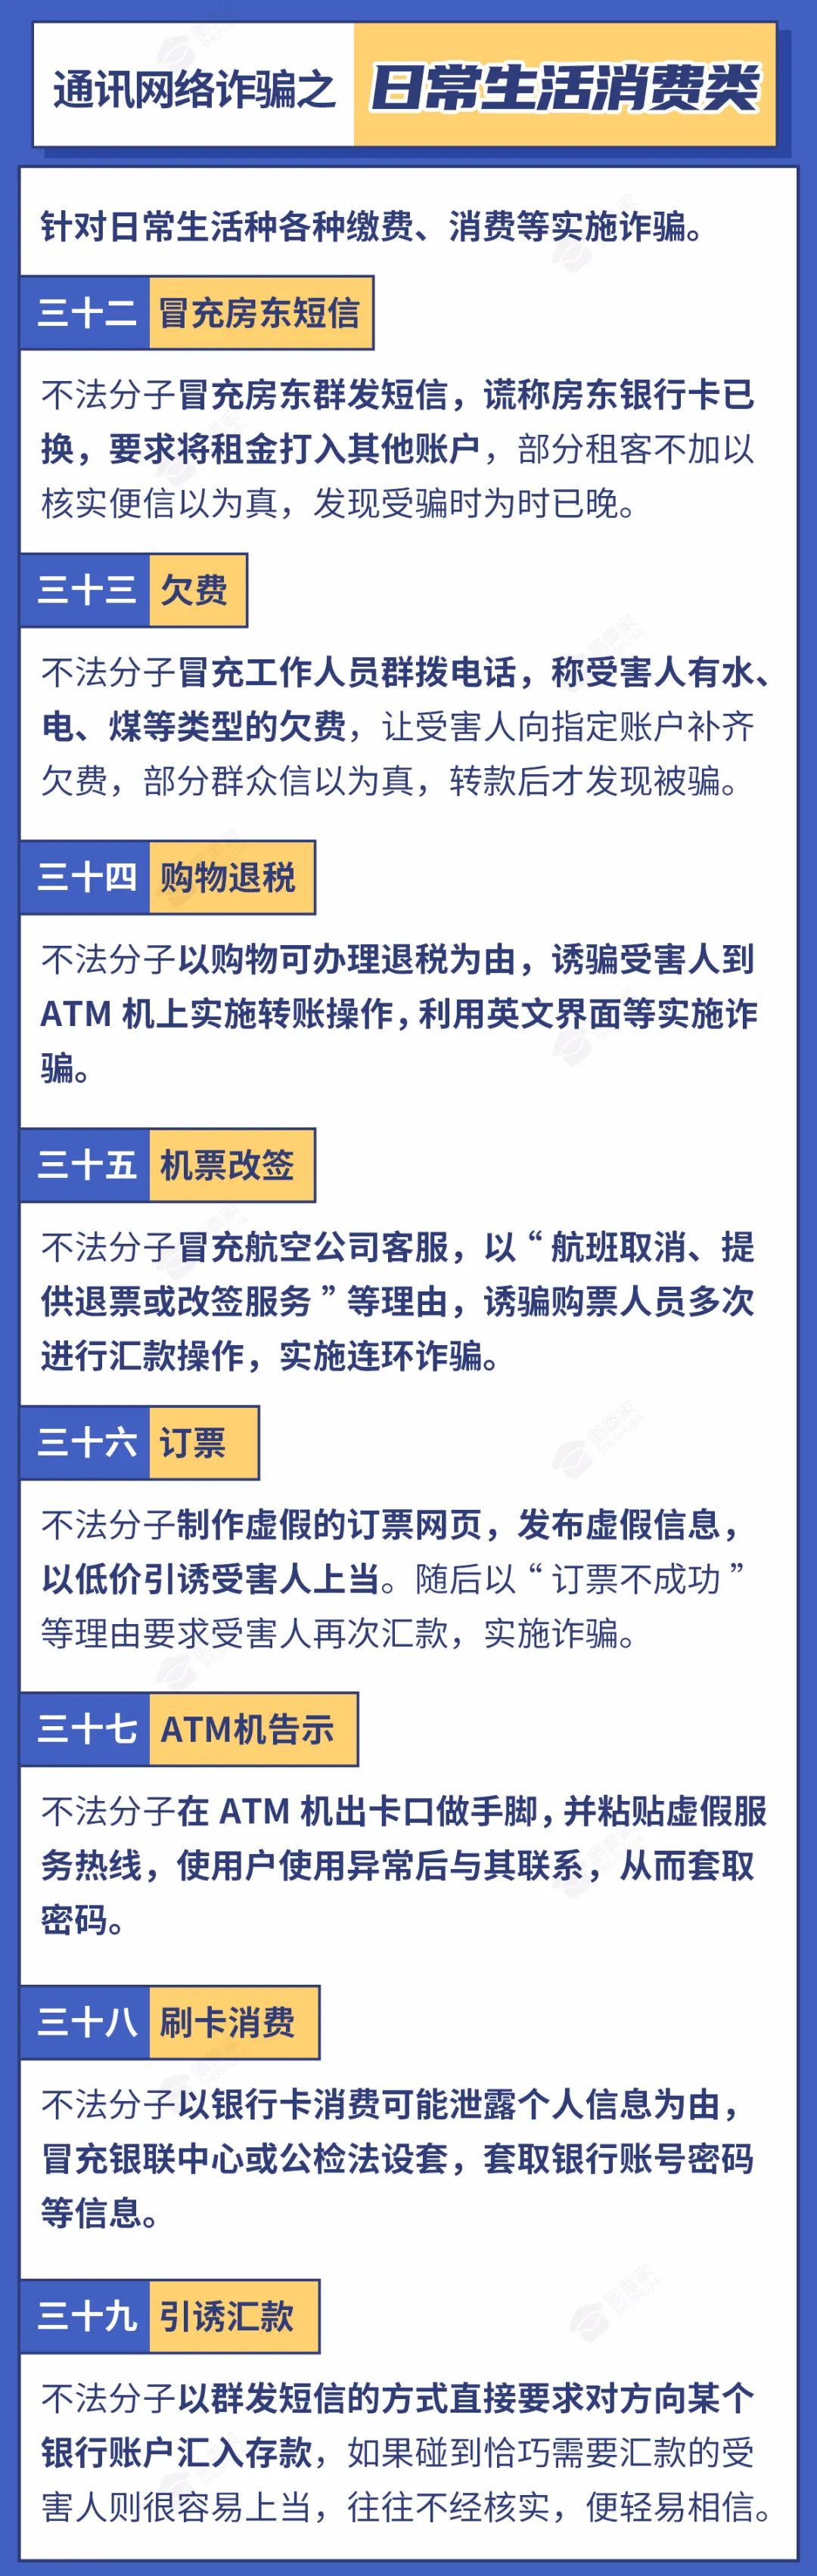 通讯网络诈骗之 日常生活消费类
针对日常生活种各种缴费、消费等实施诈骗。
三十二 冒充房东短信
不法分子冒充房东群发短信，谎称房东银行卡已
换，要求将租金打入其他账户，部分租客不加以
核实便信以为真，发现受骗时为时已晚。
三十三 欠费
不法分子冒充工作人员群拨电话，称受害人有水、
电、煤等类型的欠费，让受害人向指定账户补齐
欠费，部分群众信以为真，转款后才发现被骗。
三十四 购物退税
不法分子以购物可办理退税为由，诱骗受害人到
ATM 机上实施转账操作，利用英文界面等实施诈
骗。
三十五 机票改签
不法分子冒充航空公司客服，以“航班取消、提
供退票或改签服务”等理由，诱骗购票人员多次
进行汇款操作，实施连环诈骗。
三十六 订票
不法分子制作虚假的订票网页，发布虚假信息，
以低价引诱受害人上当。随后以“订票不成功”
等理由要求受害人再次汇款，实施诈骗。
三十七 ATM机告示
不法分子在 ATM 机出卡口做手脚，并粘贴虚假服
务热线，使用户使用异常后与其联系，从而套取
密码。
三十八 刷卡消费
不法分子以银行卡消费可能泄露个人信息为由，
冒充银联中心或公检法设套，套取银行账号密码
等信息。
三十九 引诱汇款
不法分子以群发短信的方式直接要求对方向某个
银行账户汇入存款，如果碰到恰巧需要汇款的受
害人则很容易上当，往往不经核实，便轻易相信。